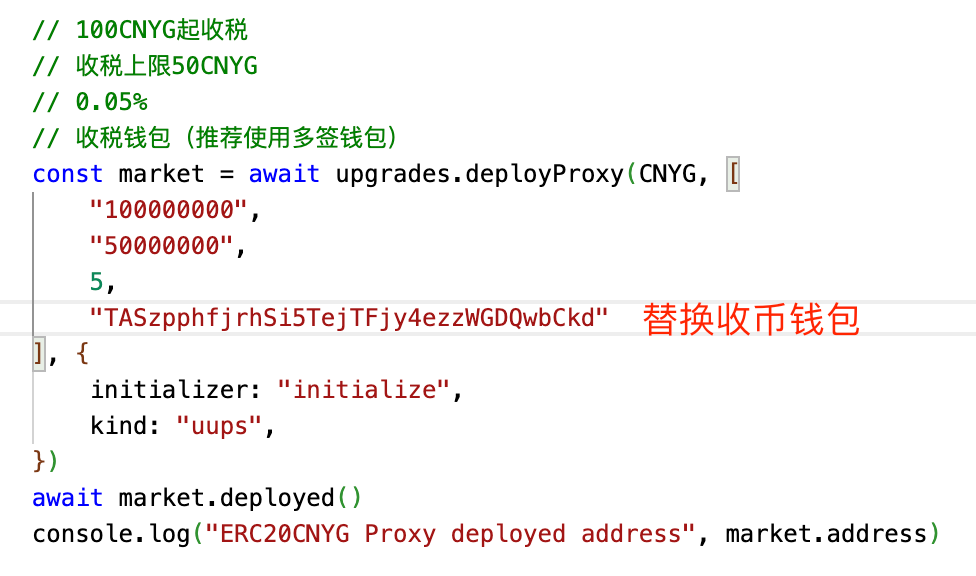 // 100CNYG起收税
// 收税上限50CNYG
// 0.05%
// 收税钱包（推荐使用多签钱包）
const market = await upgrades.deployProxy(CNYG, [
    "100000000",
    "50000000",
    5,
    "TASzpphfjrhSi5TejTFjy4ezzWGDQwbCkd" 替换收币钱包
], {
    initializer: "initialize",
    kind: "uups",
})
await market.deployed()
console.log("ERC20CNYG Proxy deployed address", market.address)